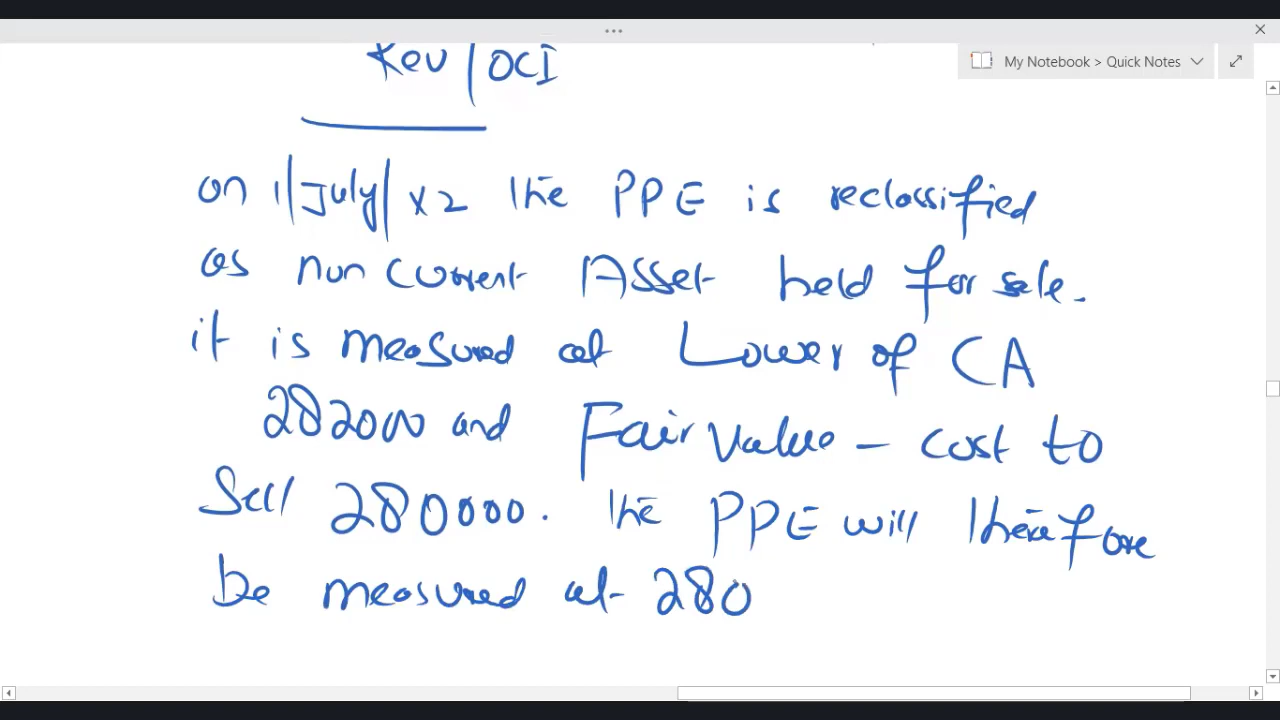 My Notebook > Quick Notes
Rev | OCI
on 1|July|x2 the PPE is reclassified
as non current Asset held for sale.
it is measured at Lower of CA
282000 and Fair value - cost to
Sell 280000. the PPE will therefore
be measured at 280